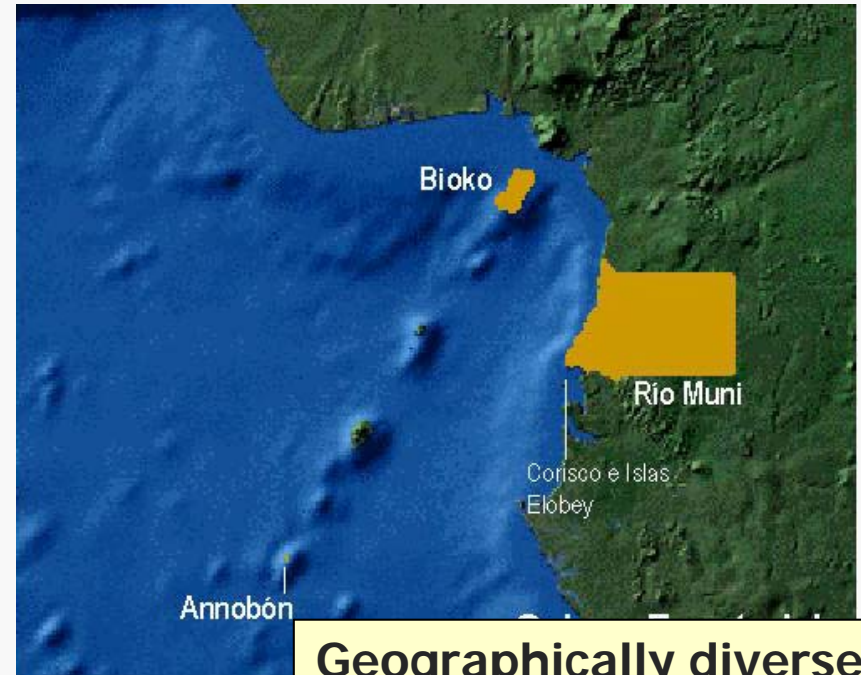 Bioko
Río Muni
Corisco e Islas
Elobey
Annobón
Geographically diverse